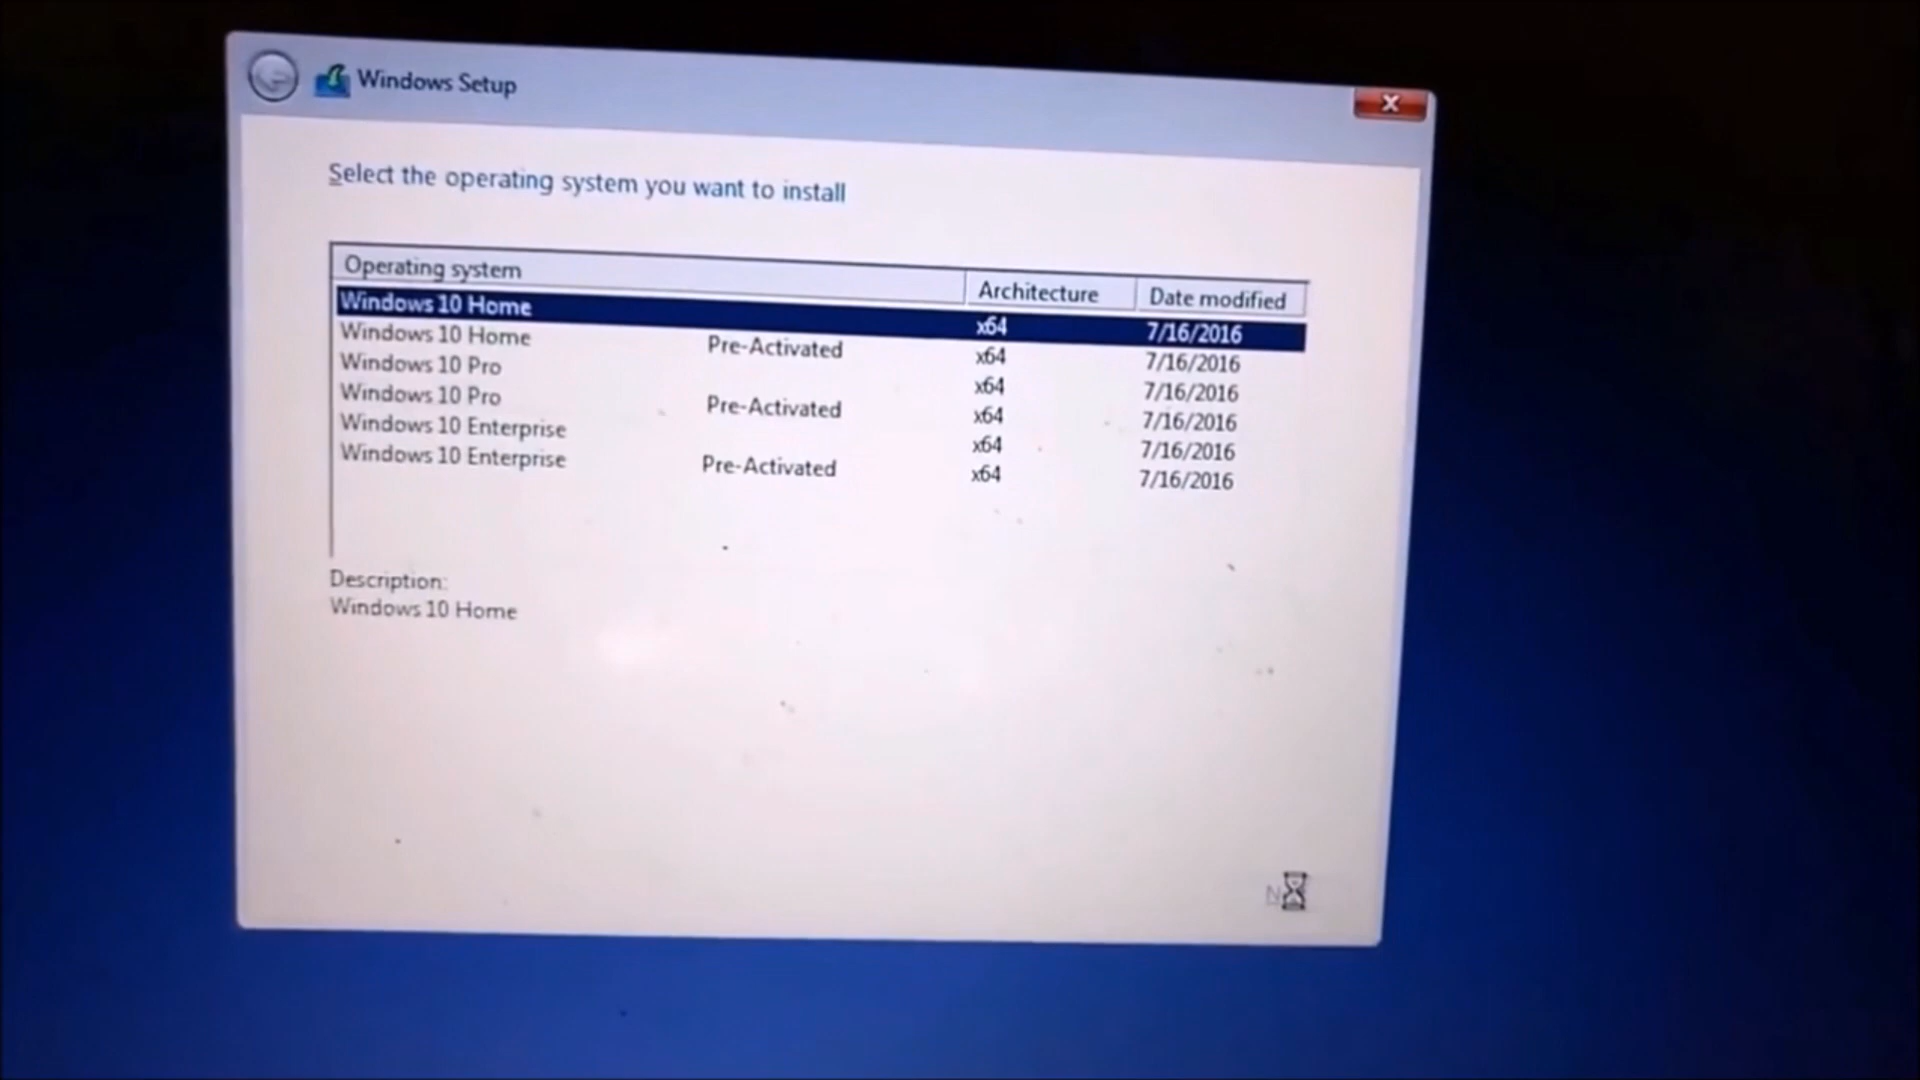 Windows Setup
Select the operating system you want to install
Operating system Architecture Date modified
Windows 10 Home x64 7/16/2016
Windows 10 Home Pre-Activated x64 7/16/2016
Windows 10 Pro x64 7/16/2016
Windows 10 Pro Pre-Activated x64 7/16/2016
Windows 10 Enterprise x64 7/16/2016
Windows 10 Enterprise Pre-Activated x64 7/16/2016
Description:
Windows 10 Home